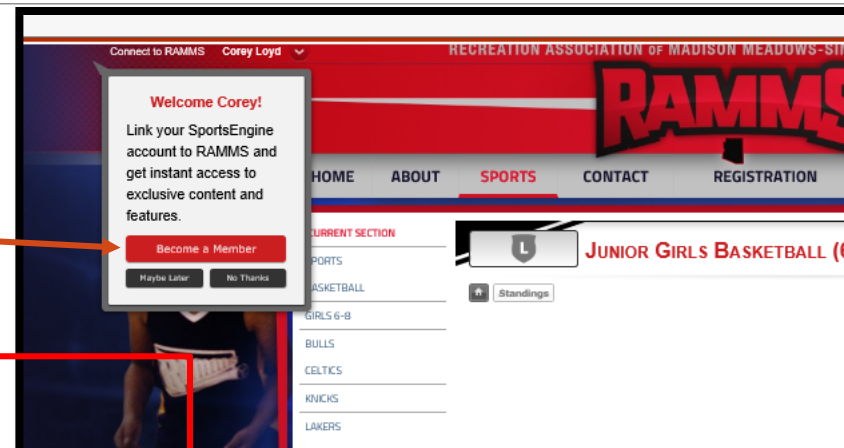 Connect to RAMMS Corey Loyd
RECREATION ASSOCIATION OF MADISON MEADOWS-SI
RAMMS
Welcome Corey!
Link your SportsEngine
account to RAMMS and
get instant access to
exclusive content and
features.
Become a Member
Maybe Later No Thanks
HOME ABOUT SPORTS CONTACT REGISTRATION
CURRENT SECTION
SPORTS
BASKETBALL
GIRLS 6-8
BULLS
CELTICS
KNICKS
LAKERS
L
JUNIOR GIRLS BASKETBALL (6
Standings